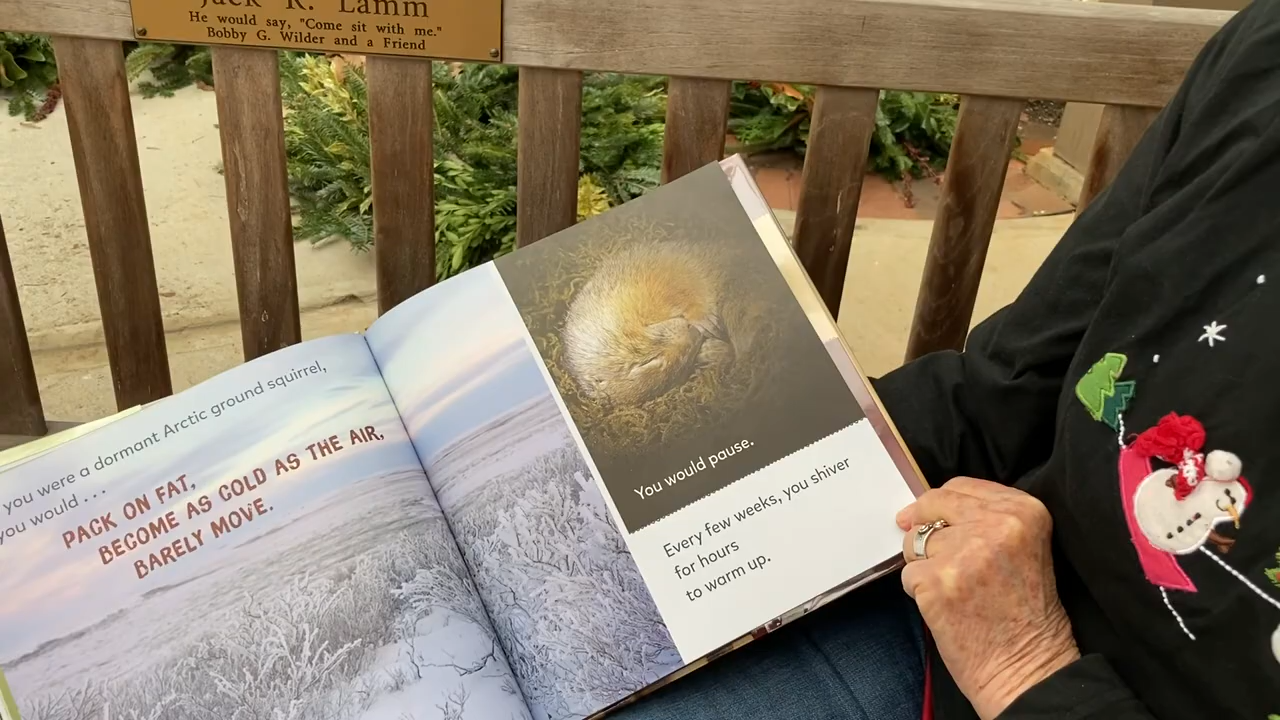 Jack R. Lamm
He would say, "Come sit with me."
Bobby G. Wilder and a Friend
you were a dormant Arctic ground squirrel,
you would . . .
PACK ON FAT,
BECOME AS COLD AS THE AIR,
BARELY MOVE.
You would pause.
Every few weeks, you shiver
for hours
to warm up.